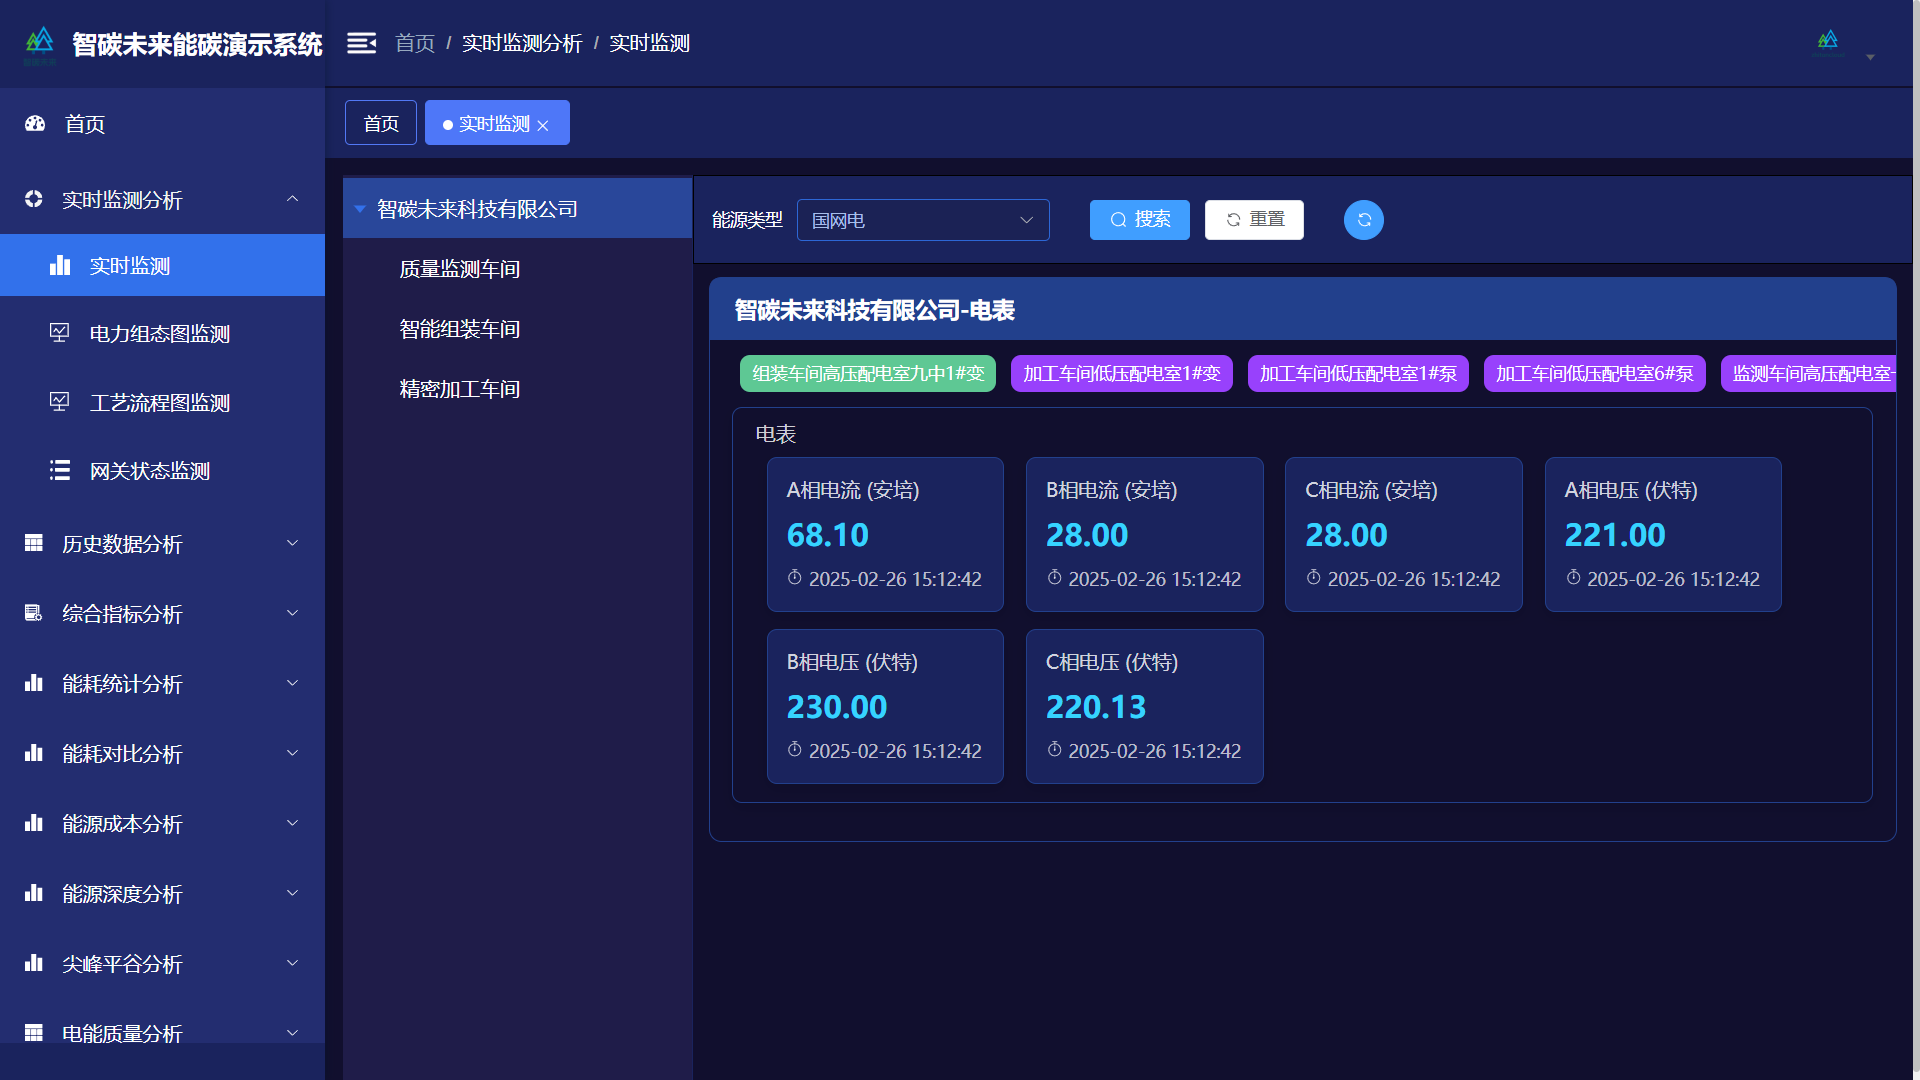 智碳未来能碳演示系统
首页 / 实时监测分析 / 实时监测
首页
实时监测
首页
实时监测分析
实时监测
电力组态图监测
工艺流程图监测
网关状态监测
历史数据分析
综合指标分析
能耗统计分析
能耗对比分析
能源成本分析
能源深度分析
尖峰平谷分析
电能质量分析
智碳未来科技有限公司
质量监测车间
智能组装车间
精密加工车间
能源类型 国网电 搜索 重置
智碳未来科技有限公司-电表
组装车间高压配电室九中1#变 加工车间低压配电室1#变 加工车间低压配电室1#泵 加工车间低压配电室6#泵 监测车间高压配电室
电表
A相电流 (安培)
68.10
2025-02-26 15:12:42
B相电流 (安培)
28.00
2025-02-26 15:12:42
C相电流 (安培)
28.00
2025-02-26 15:12:42
A相电压 (伏特)
221.00
2025-02-26 15:12:42
B相电压 (伏特)
230.00
2025-02-26 15:12:42
C相电压 (伏特)
220.13
2025-02-26 15:12:42